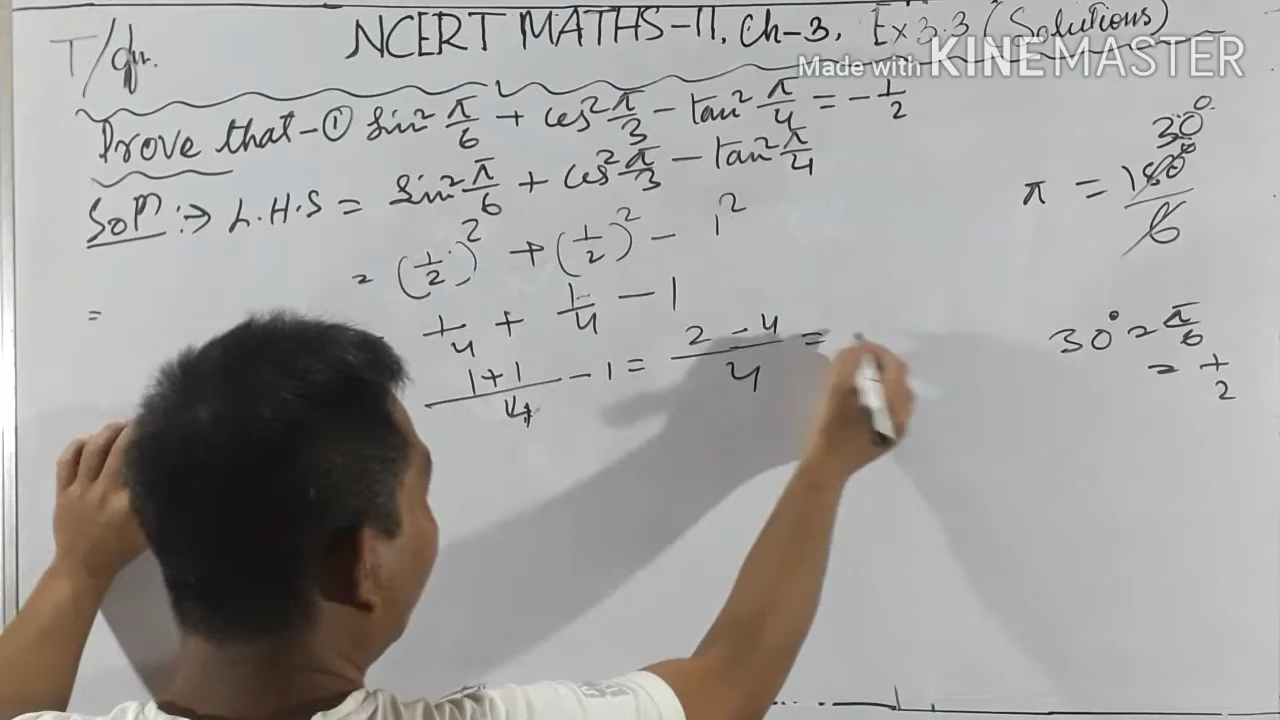 T/qn.
NCERT MATHS-11, Ch-3, Ex 3.3 (Solutions)
Made with KINEMASTER
Prove that - ① Sin² π/6 + cos² π/3 - tan² π/4 = - 1/2
Solⁿ :→ L.H.S = Sin² π/6 + cos² π/3 - tan² π/4
= (1/2)² + (1/2)² - 1²
= 1/4 + 1/4 - 1
1+1/4 - 1 = 2-4/4 =
30°
π = 180°/6
30° = π/6
= 1/2